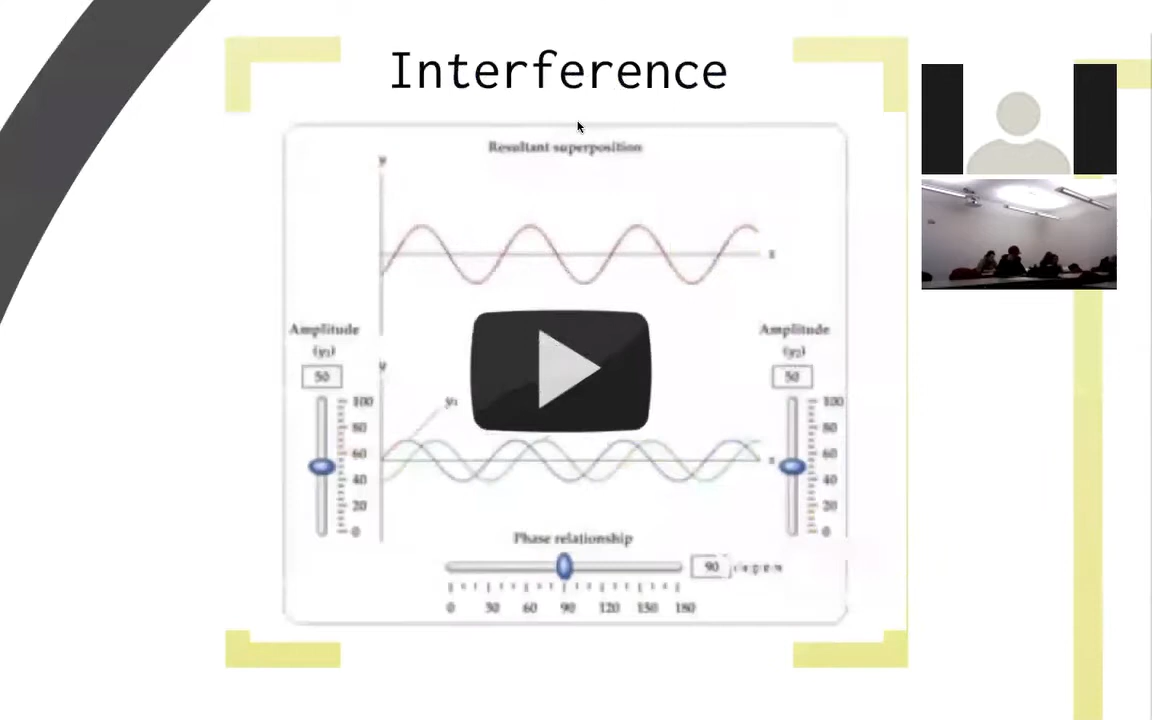 Interference
Resultant superposition
y
x
Amplitude
(y₁)
50
100
80
60
40
20
0
Amplitude
(y₂)
50
100
80
60
40
20
0
y
y₁
x
Phase relationship
90
0 30 60 90 120 150 180